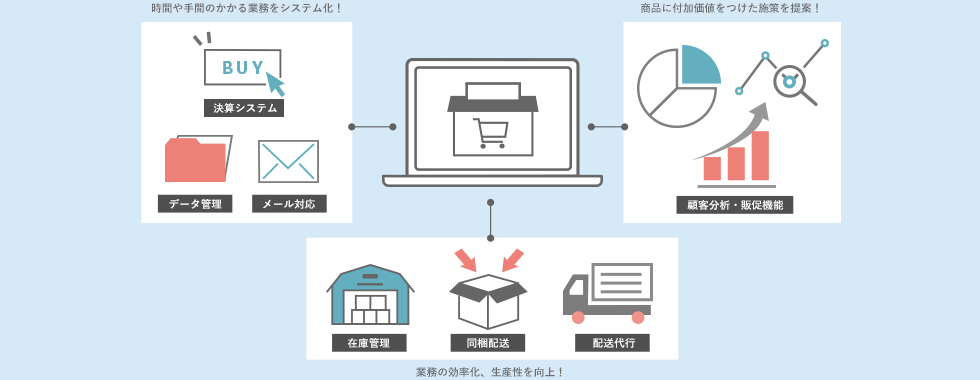 時間や手間のかかる業務をシステム化！
商品に付加価値をつけた施策を提案！
BUY
決算システム
データ管理
メール対応
顧客分析・販促機能
在庫管理
同梱配送
配送代行
業務の効率化、生産性を向上！